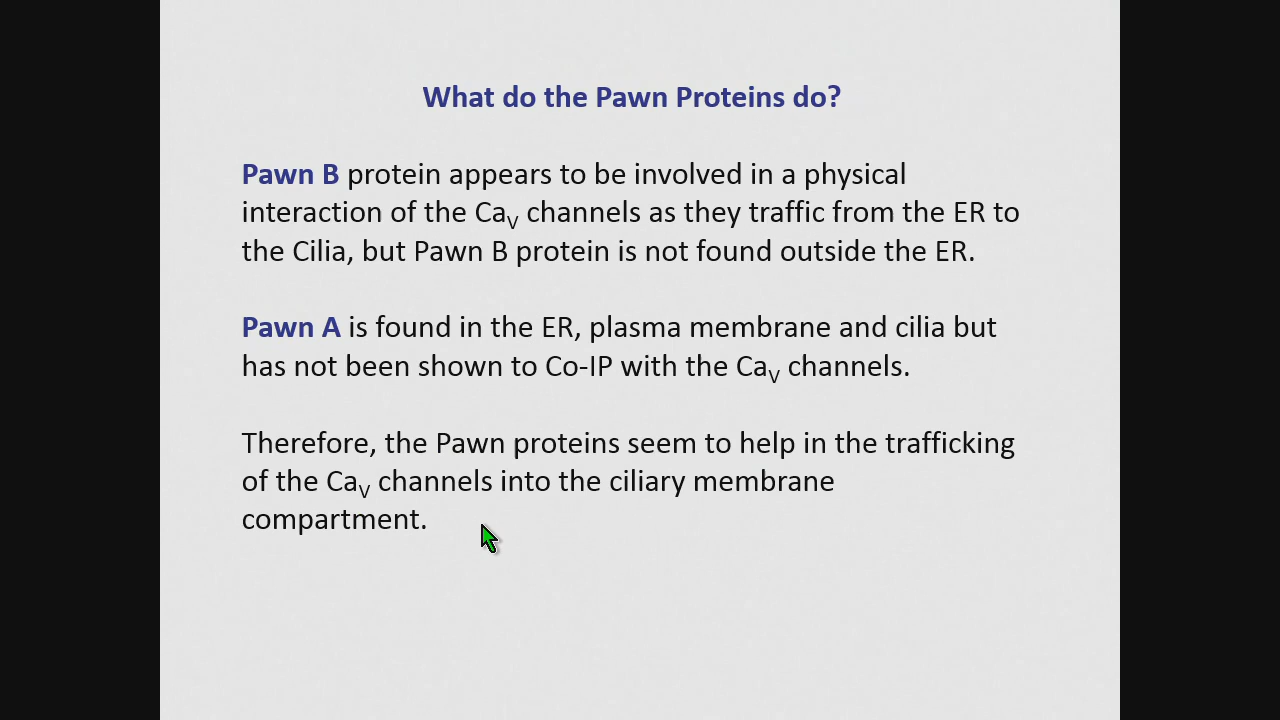 What do the Pawn Proteins do?
Pawn B protein appears to be involved in a physical
interaction of the CaV channels as they traffic from the ER to
the Cilia, but Pawn B protein is not found outside the ER.
Pawn A is found in the ER, plasma membrane and cilia but
has not been shown to Co-IP with the CaV channels.
Therefore, the Pawn proteins seem to help in the trafficking
of the CaV channels into the ciliary membrane
compartment.